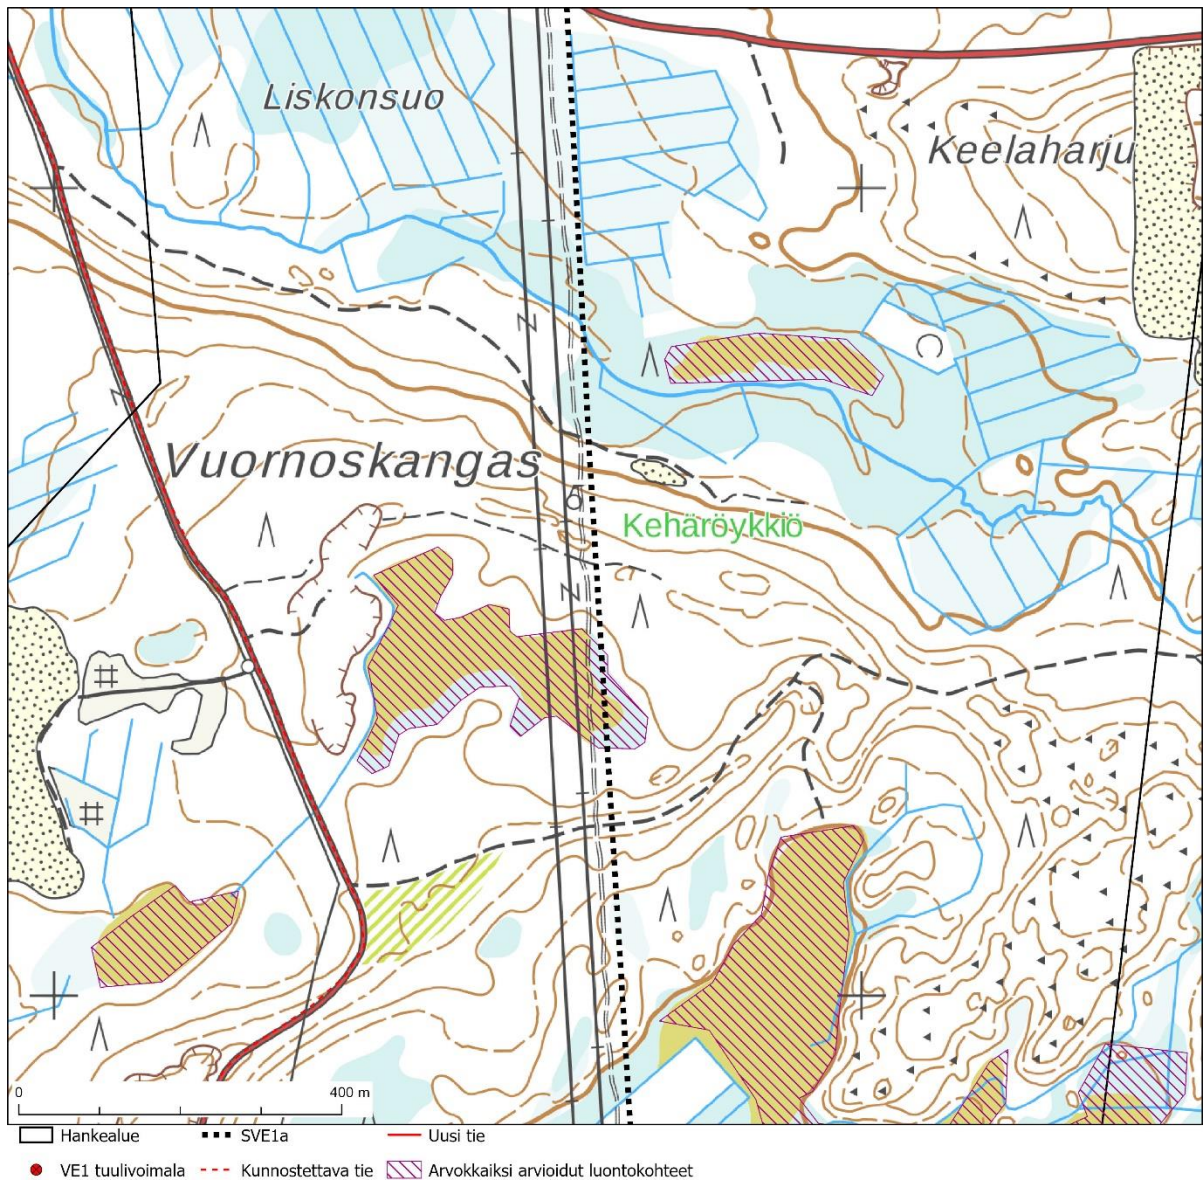 Liskonsuo
Keelaharju
Vuornoskangas
Kehäröykkiö
0 400 m
Hankealue SVE1a Uusi tie
VE1 tuulivoimala Kunnostettava tie Arvokkaiksi arvioidut luontokohteet